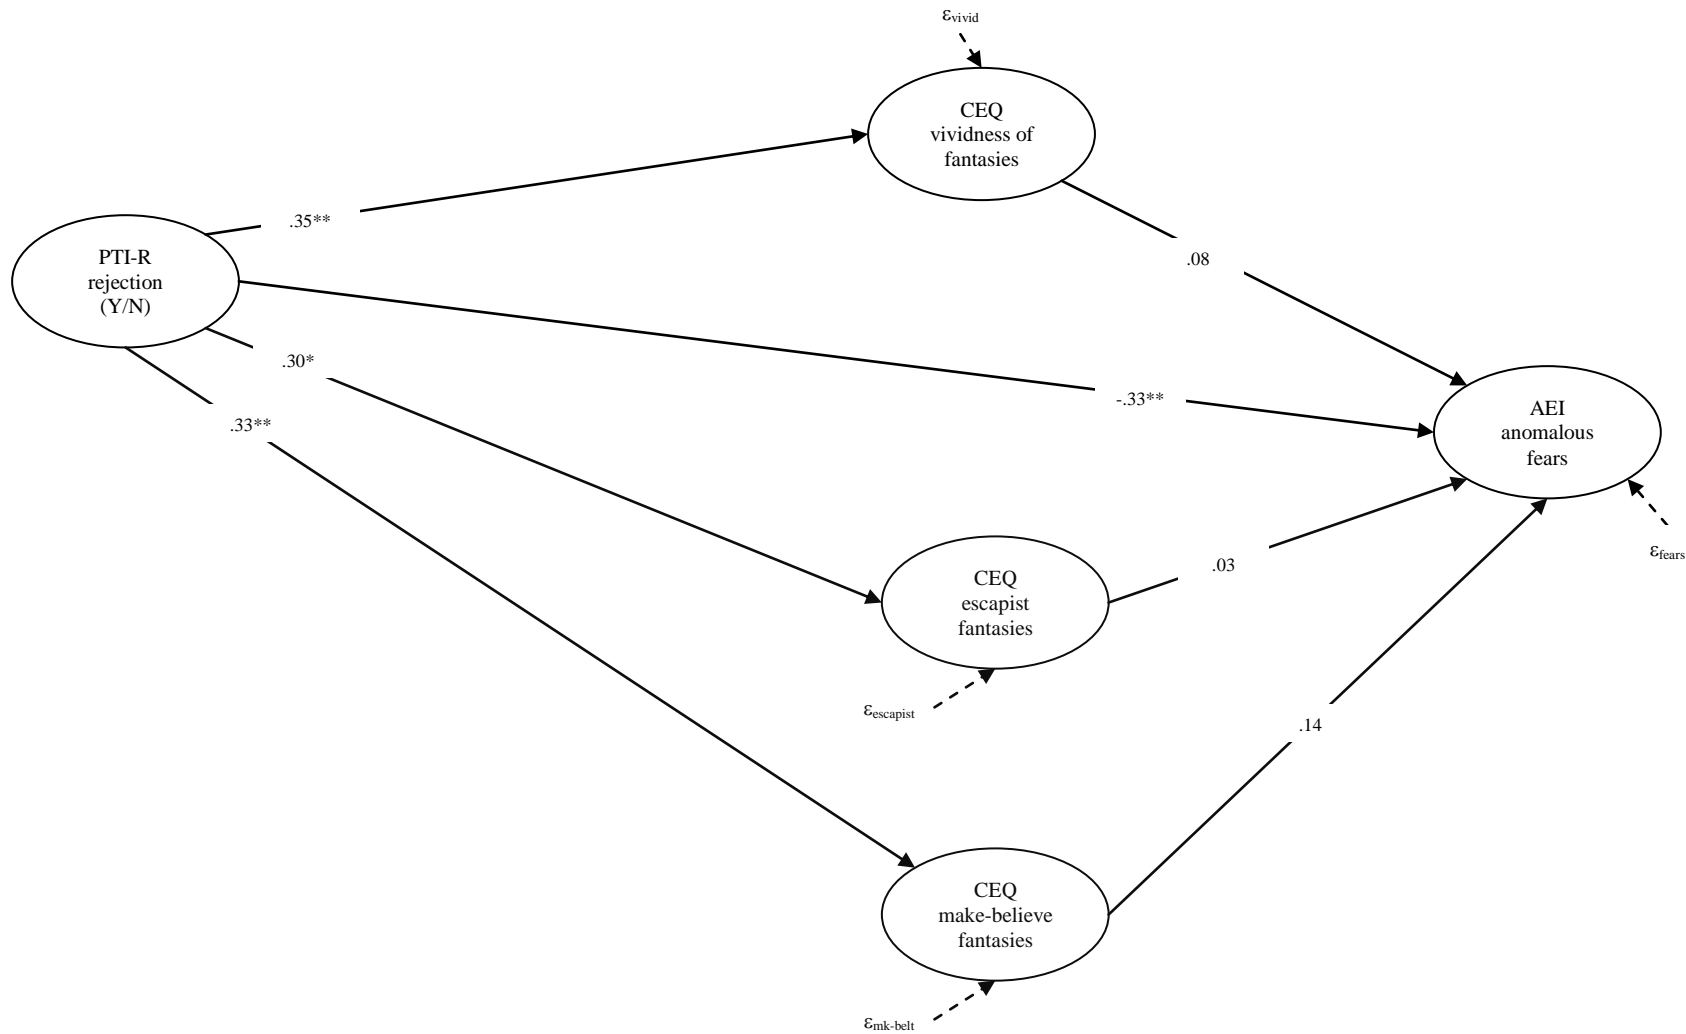 εvivid
CEQ
vividness of
fantasies
.35**
PTI-R
rejection
(Y/N)
.08
.30*
-.33**
.33**
AEI
anomalous
fears
εfears
CEQ
escapist
fantasies
.03
εescapist
.14
CEQ
make-believe
fantasies
εmk-belt